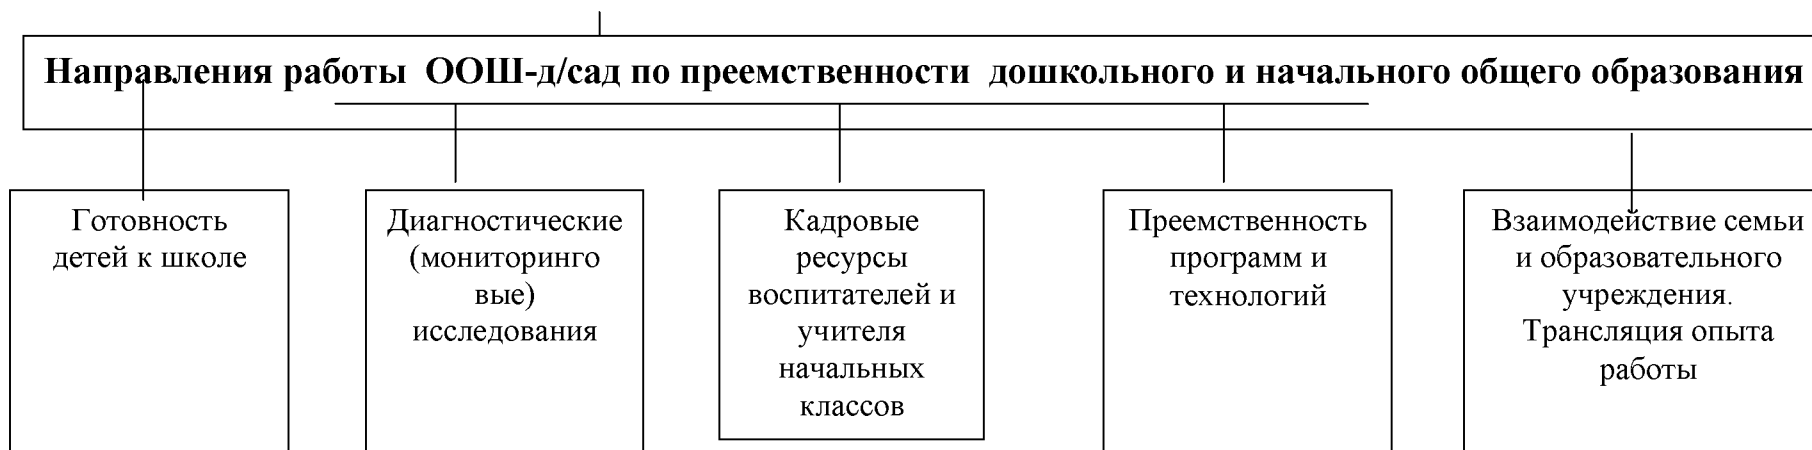 Направления работы ООШ-д/сад по преемственности дошкольного и начального общего образования
Готовность
детей к школе
Диагностические
(мониторинго
вые)
исследования
Кадровые
ресурсы
воспитателей и
учителя
начальных
классов
Преемственность
программ и
технологий
Взаимодействие семьи
и образовательного
учреждения.
Трансляция опыта
работы